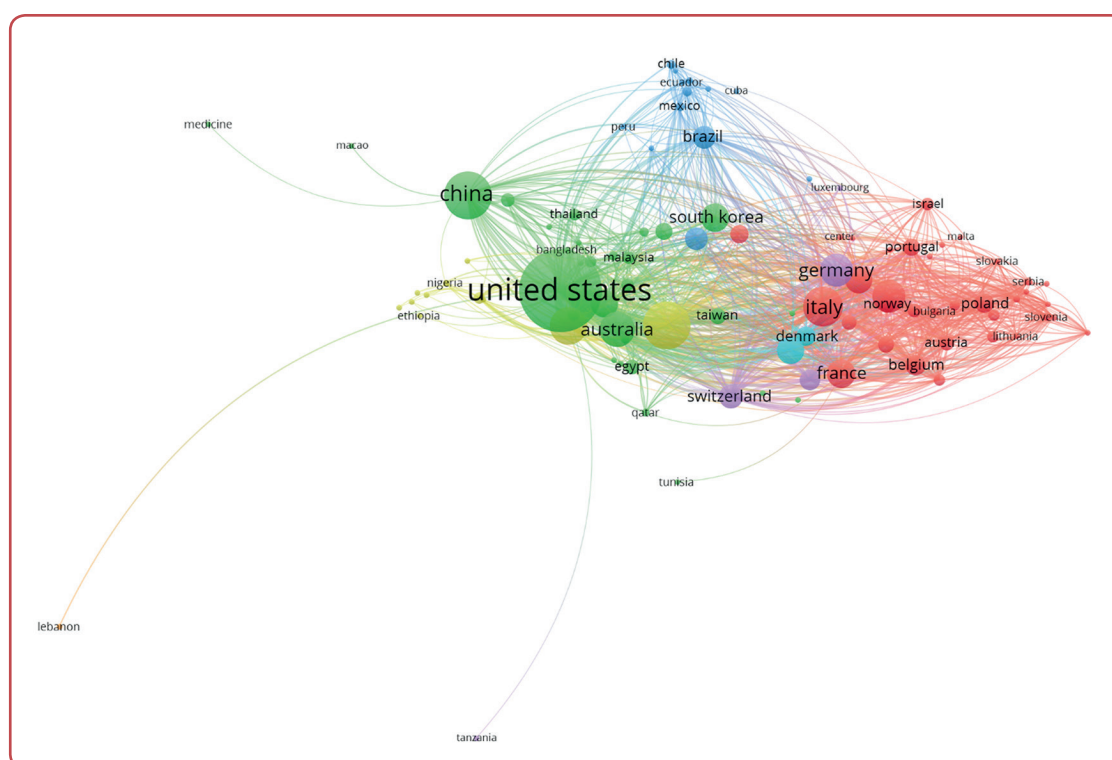 chile
ecuador
cuba
mexico
medicine
peru
brazil
macao
china
luxembourg
israel
thailand
south korea
center
malta
bangladesh
malaysia
portugal
slovakia
germany
nigeria
serbia
united states
italy
norway
poland
ethiopia
bulgaria
slovenia
australia
taiwan
denmark
austria
lithuania
egypt
france
belgium
switzerland
qatar
tunisia
lebanon
tanzania